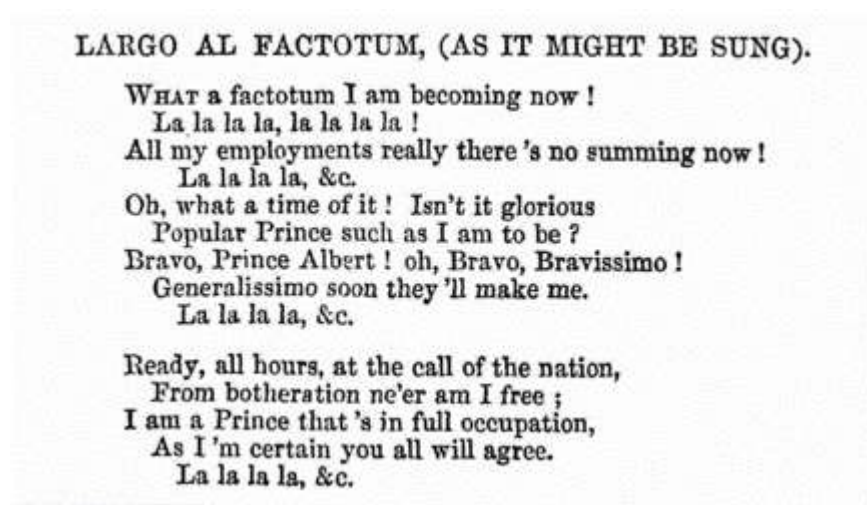 LARGO AL FACTOTUM, (AS IT MIGHT BE SUNG).
WHAT a factotum I am becoming now !
La la la la, la la la la !
All my employments really there 's no summing now !
La la la la, &c.
Oh, what a time of it ! Isn't it glorious
Popular Prince such as I am to be ?
Bravo, Prince Albert ! oh, Bravo, Bravissimo !
Generalissimo soon they 'll make me.
La la la la, &c.
Ready, all hours, at the call of the nation,
From botheration ne'er am I free ;
I am a Prince that 's in full occupation,
As I 'm certain you all will agree.
La la la la, &c.